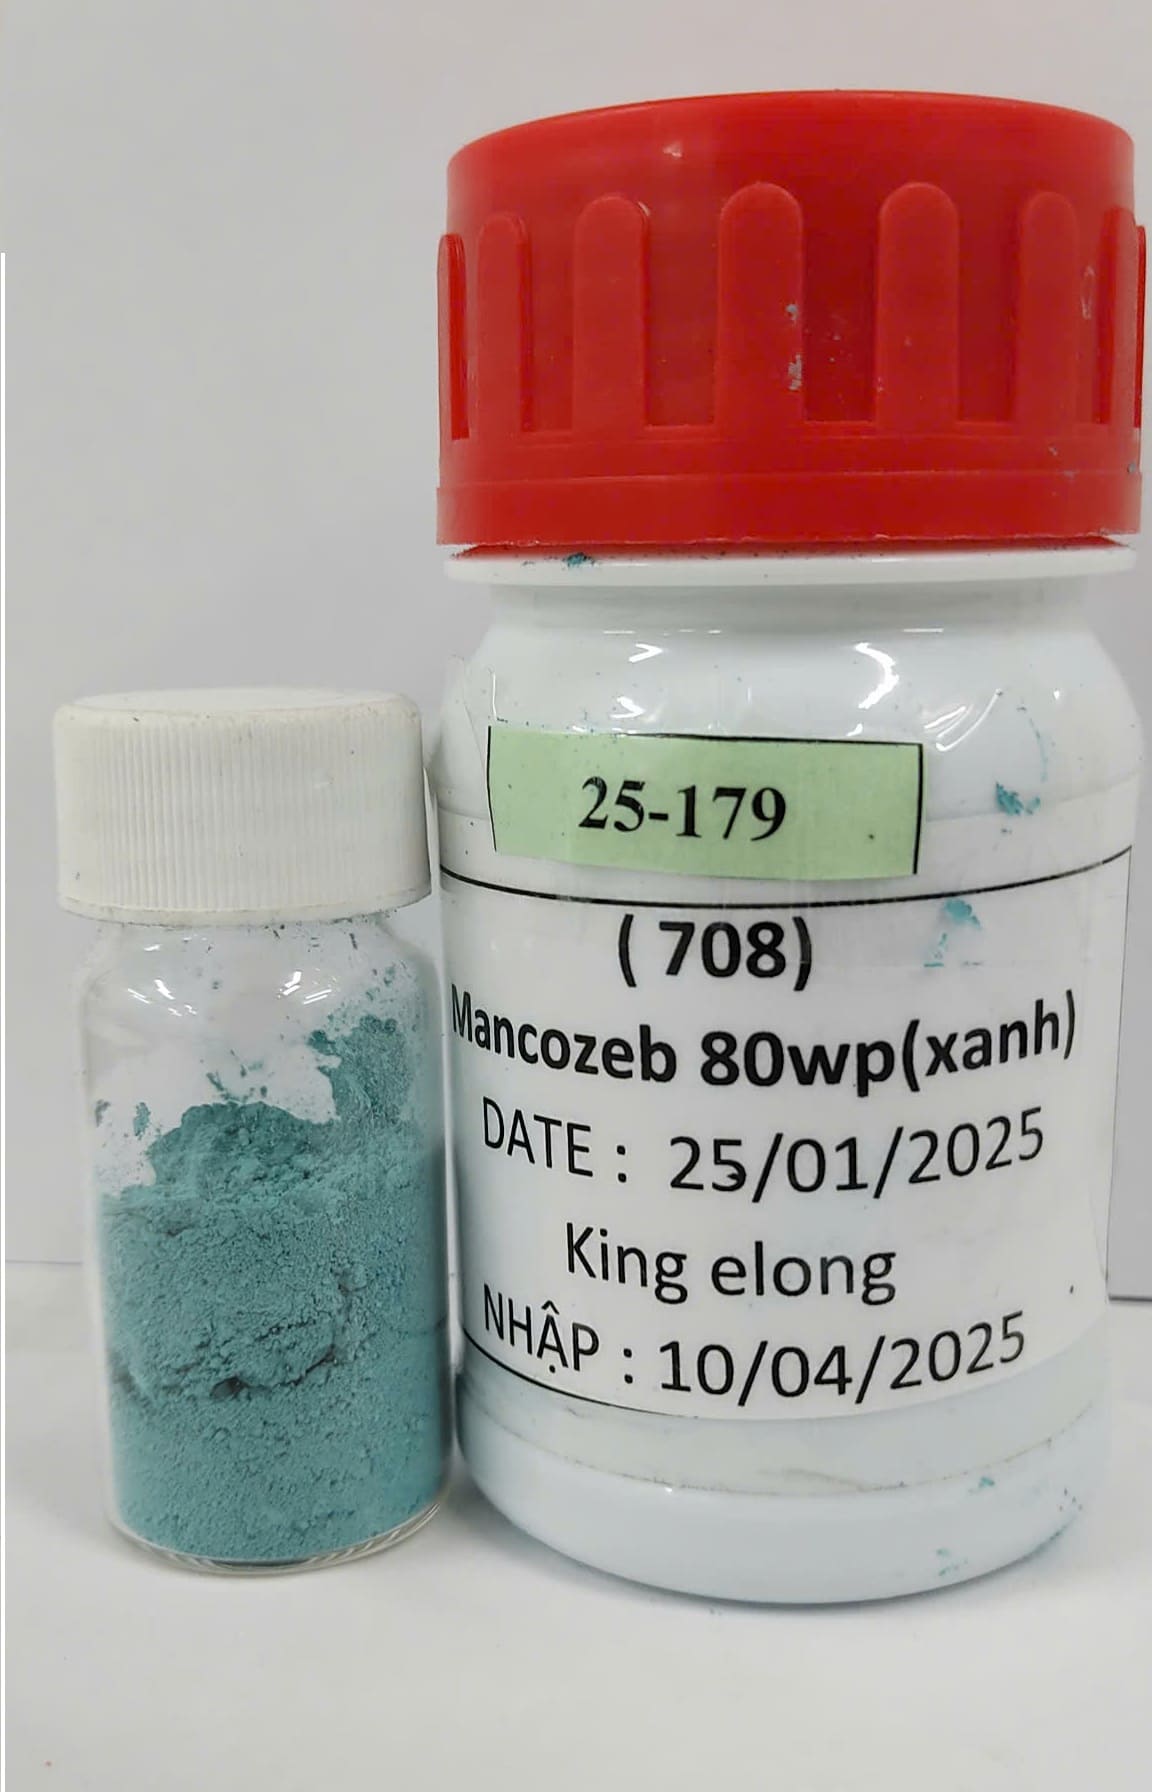 25-179
( 708)
Mancozeb 80wp(xanh)
DATE : 25/01/2025
King elong
NHẬP : 10/04/2025